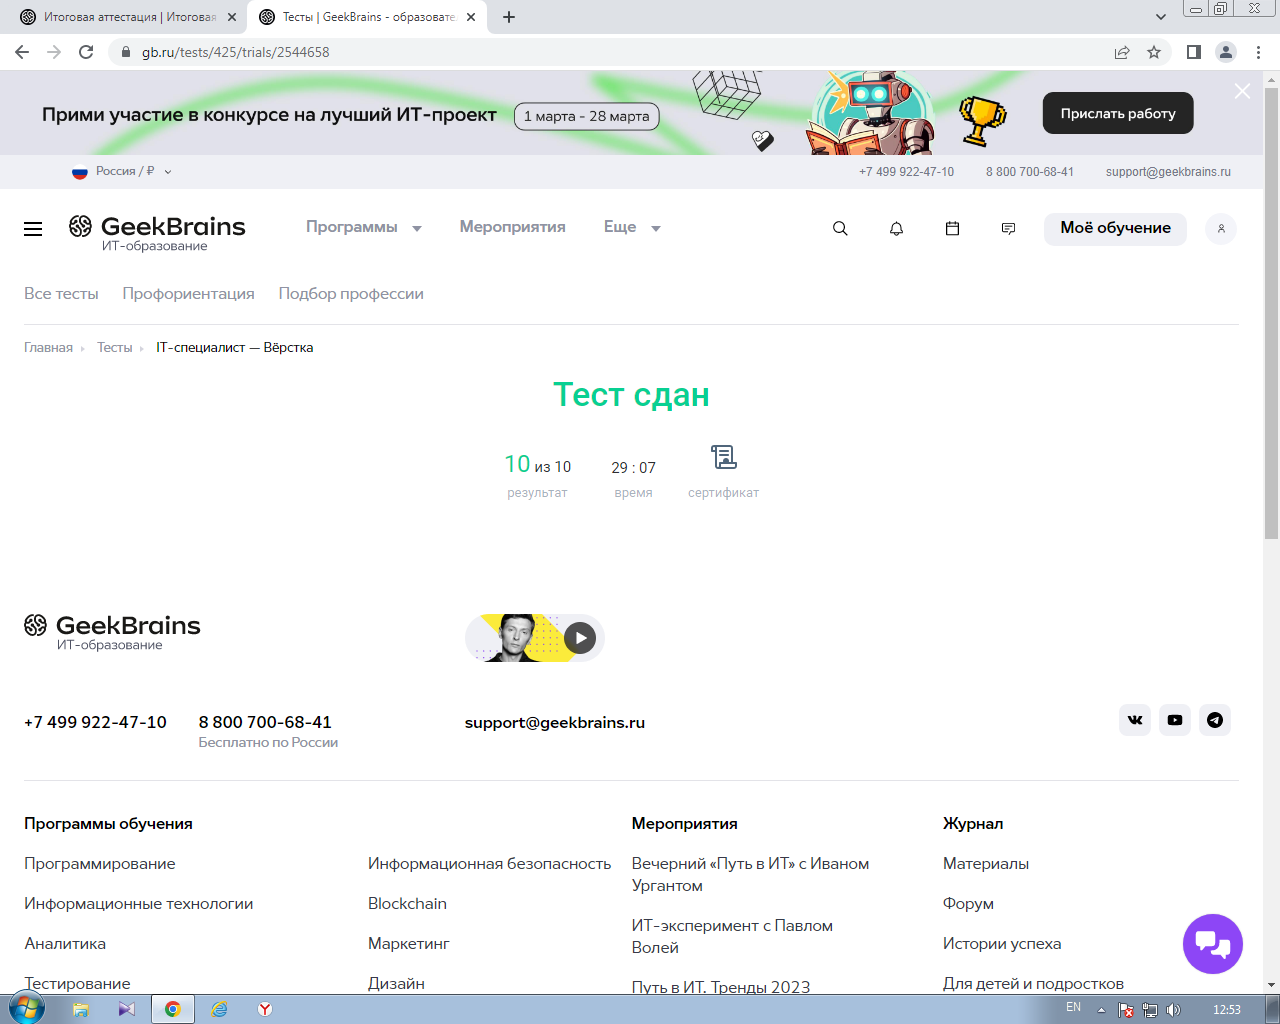 Итоговая аттестация | Итоговая
Тесты | GeekBrains - образовате
gb.ru/tests/425/trials/2544658
Прими участие в конкурсе на лучший ИТ-проект
1 марта - 28 марта
Прислать работу
Россия / ₽
+7 499 922-47-10
8 800 700-68-41
support@geekbrains.ru
GeekBrains
ИТ-образование
Программы
Мероприятия
Еще
Моё обучение
Все тесты
Профориентация
Подбор профессии
Главная
Тесты
IT-специалист — Вёрстка
Тест сдан
10 из 10
29 : 07
результат
время
сертификат
GeekBrains
ИТ-образование
+7 499 922-47-10
8 800 700-68-41
Бесплатно по России
support@geekbrains.ru
Программы обучения
Программирование
Информационные технологии
Аналитика
Тестирование
Информационная безопасность
Blockchain
Маркетинг
Дизайн
Мероприятия
Вечерний «Путь в ИТ» с Иваном
Ургантом
ИТ-эксперимент с Павлом
Волей
Путь в ИТ. Тренды 2023
Журнал
Материалы
Форум
Истории успеха
Для детей и подростков
EN
12:53